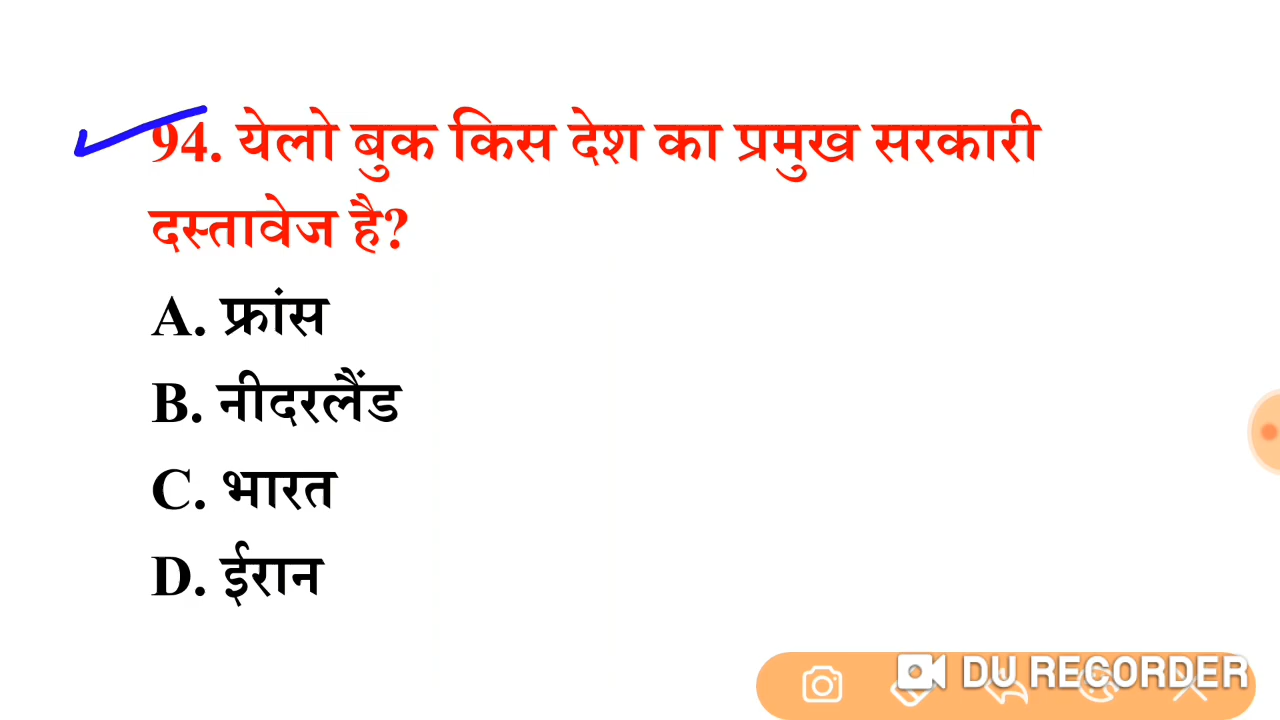 94. येलो बुक किस देश का प्रमुख सरकारी
दस्तावेज है?
A. फ्रांस
B. नीदरलैंड
C. भारत
D. ईरान
DU RECORDER